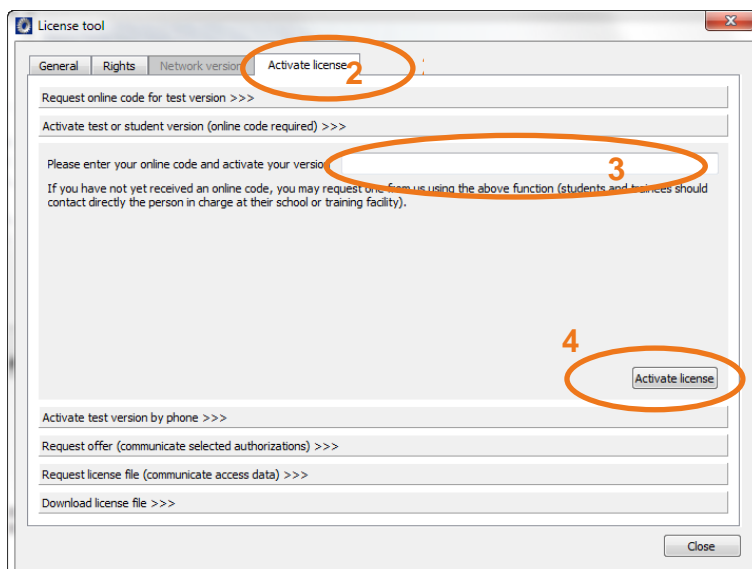 License tool
General Rights Network version Activate license
2
Request online code for test version >>>
Activate test or student version (online code required) >>>
Please enter your online code and activate your version
3
If you have not yet received an online code, you may request one from us using the above function (students and trainees should
contact directly the person in charge at their school or training facility).
4
Activate license
Activate test version by phone >>>
Request offer (communicate selected authorizations) >>>
Request license file (communicate access data) >>>
Download license file >>>
Close